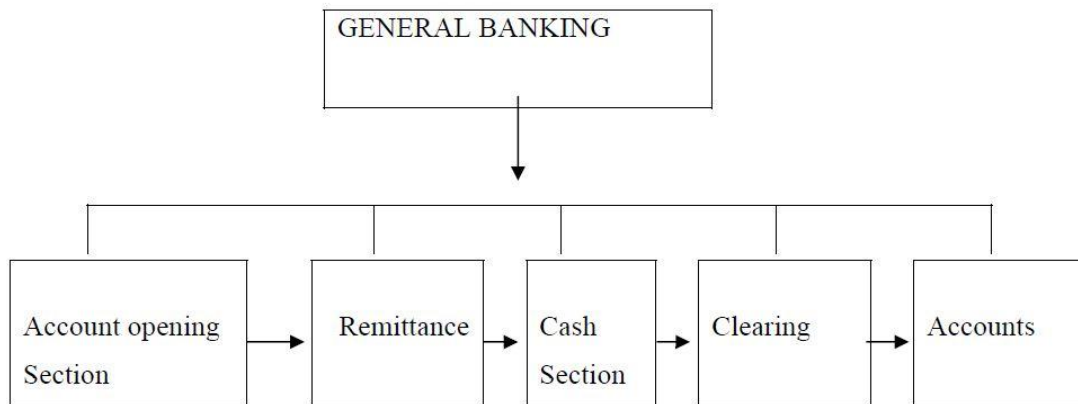 GENERAL BANKING
Account opening
Section
Remittance
Cash
Section
Clearing
Accounts